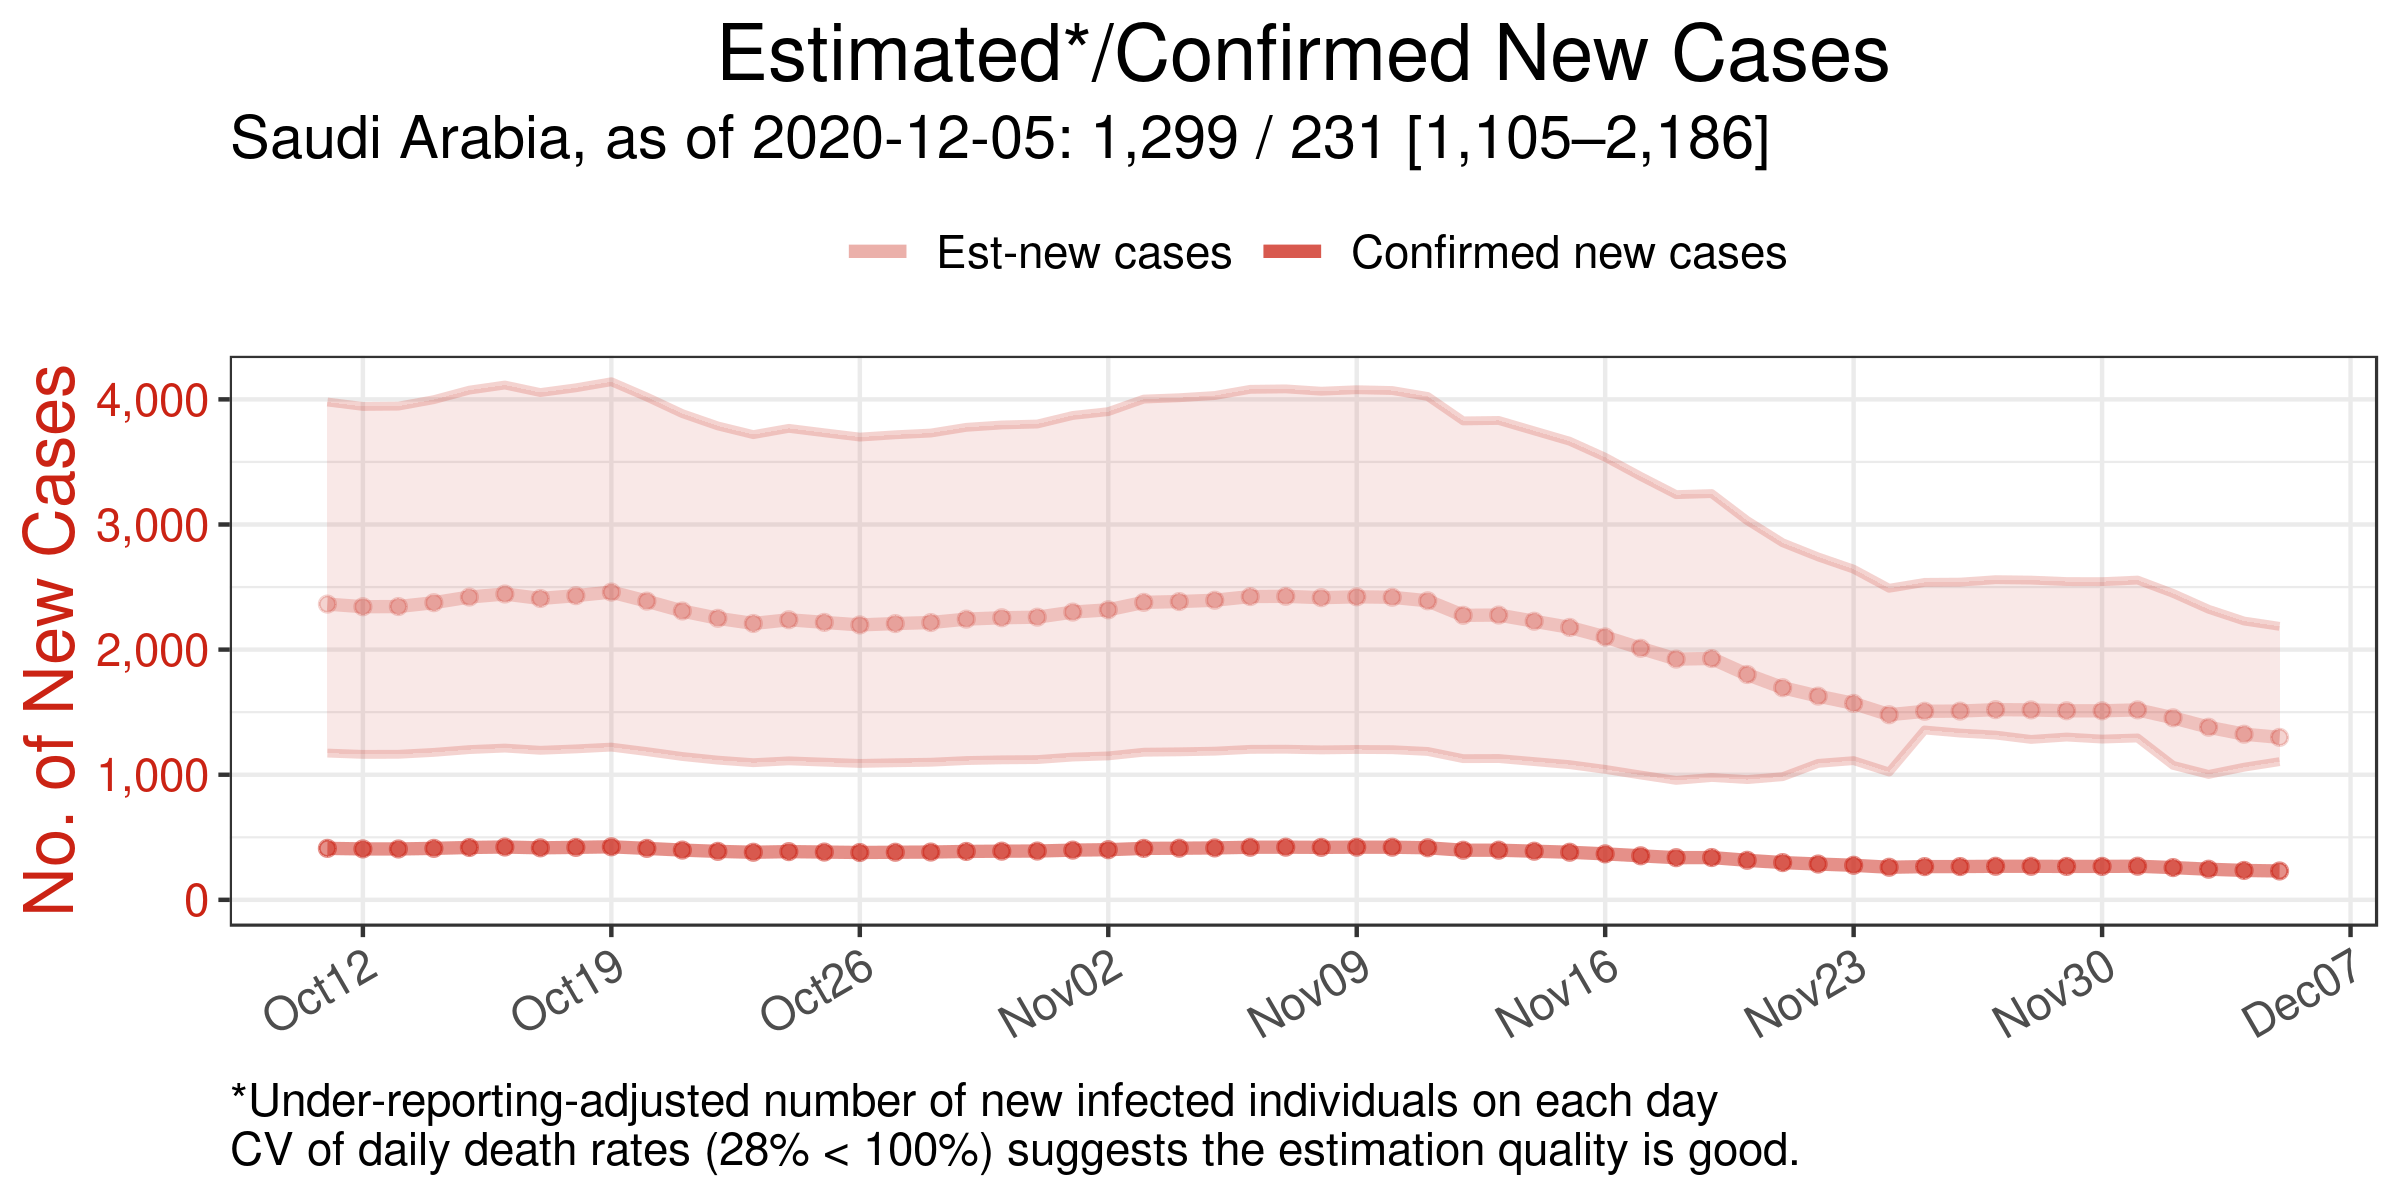 Estimated*/Confirmed New Cases
Saudi Arabia, as of 2020-12-05: 1,299 / 231 [1,105–2,186]
Est-new cases Confirmed new cases
No. of New Cases
4,000
3,000
2,000
1,000
0
Oct12 Oct19 Oct26 Nov02 Nov09 Nov16 Nov23 Nov30 Dec07
*Under-reporting-adjusted number of new infected individuals on each day
CV of daily death rates (28% < 100%) suggests the estimation quality is good.